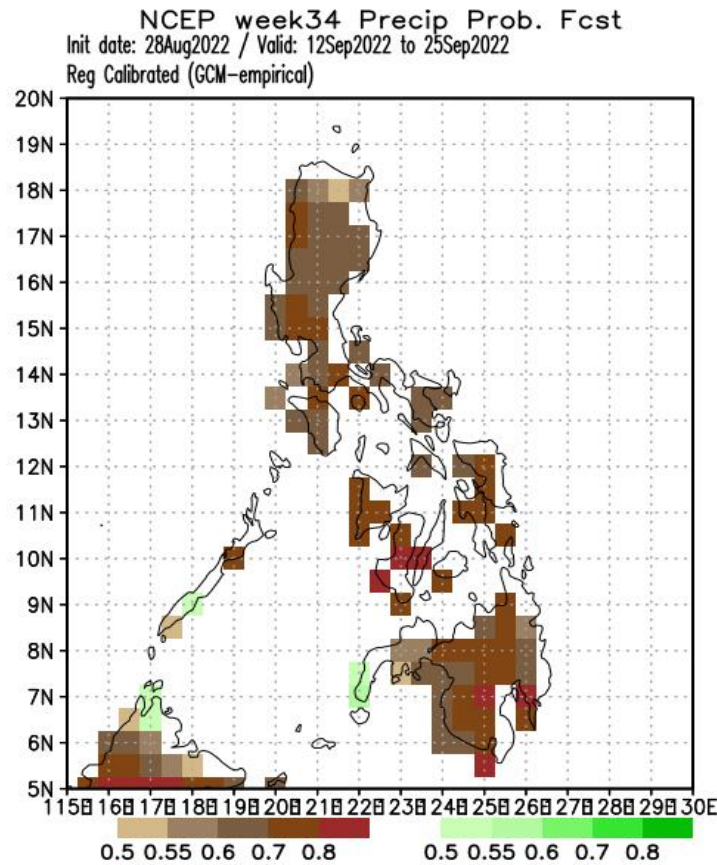 NCEP week34 Precip Prob. Fcst
Init date: 28Aug2022 / Valid: 12Sep2022 to 25Sep2022
Reg Calibrated (GCM-empirical)
20N
19N
18N
17N
16N
15N
14N
13N
12N
11N
10N
9N
8N
7N
6N
5N
115E 116E 117E 118E 119E 120E 121E 122E 123E 124E 125E 126E 127E 128E 129E 130E
0.5 0.55 0.6 0.7 0.8 0.5 0.55 0.6 0.7 0.8